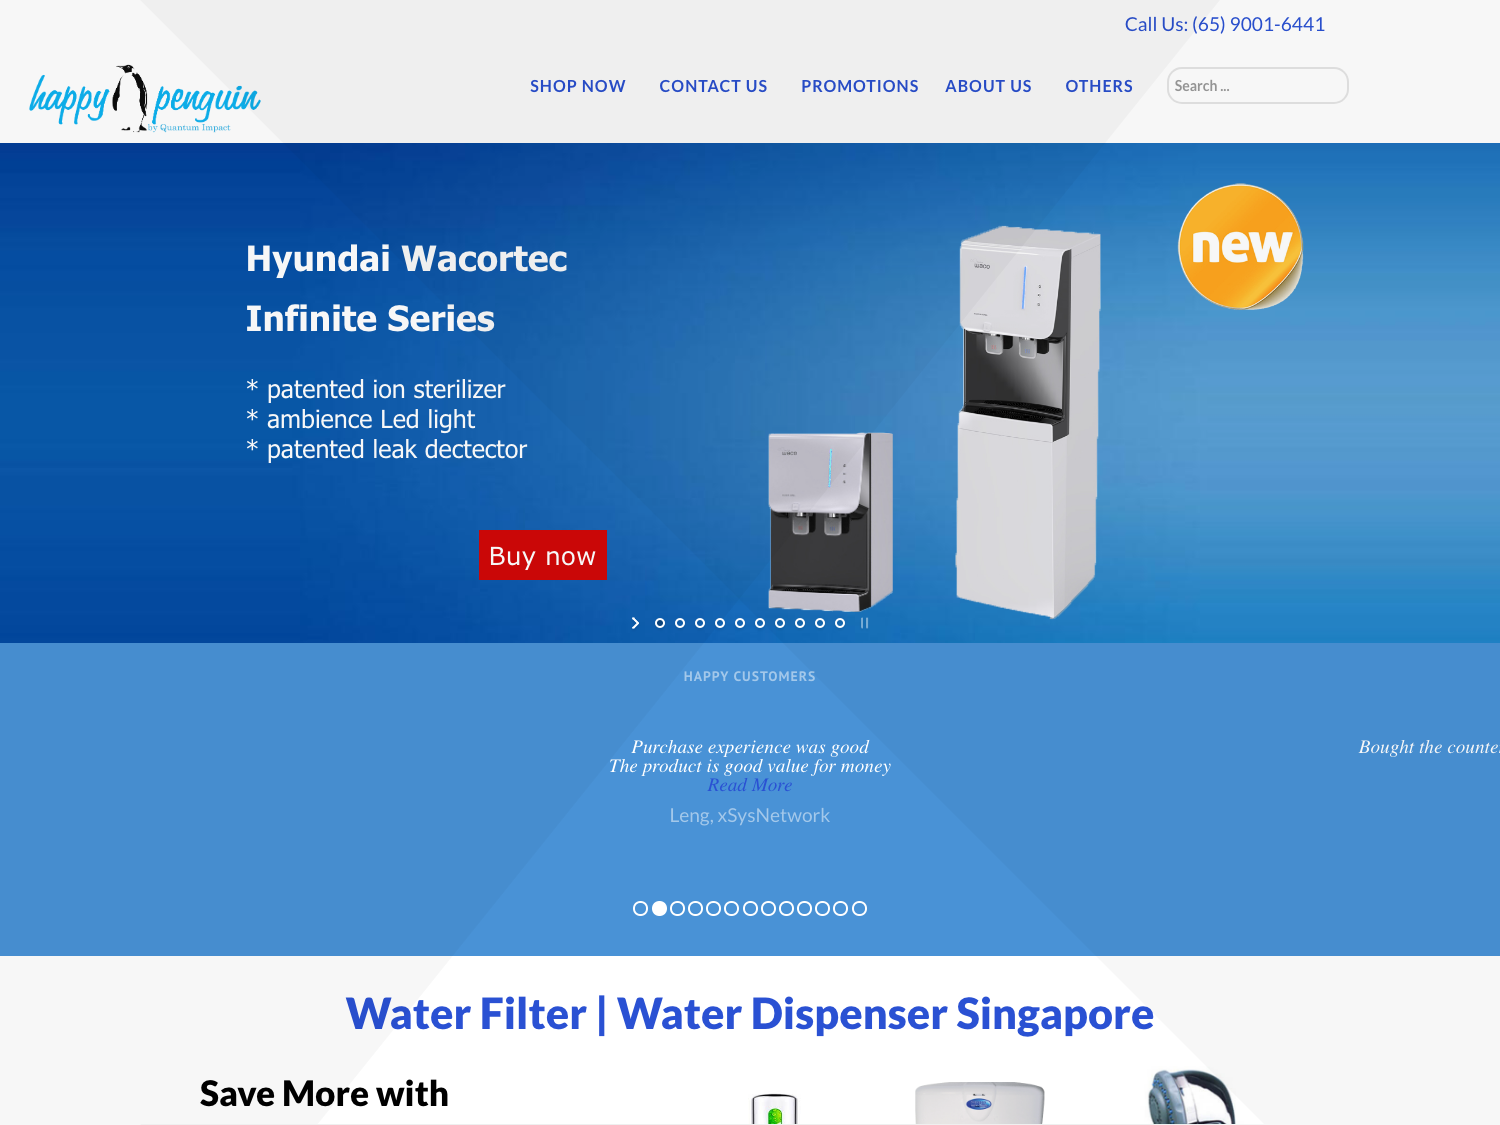 Call Us: (65) 9001-6441
happy penguin
by Quantum Impact
SHOP NOW CONTACT US PROMOTIONS ABOUT US OTHERS Search ...
new
Hyundai Wacortec
Infinite Series
* patented ion sterilizer
* ambience Led light
* patented leak dectector
waco
waco
Buy now
HAPPY CUSTOMERS
Purchase experience was good
The product is good value for money
Read More
Leng, xSysNetwork
Bought the counte
Water Filter | Water Dispenser Singapore
Save More with